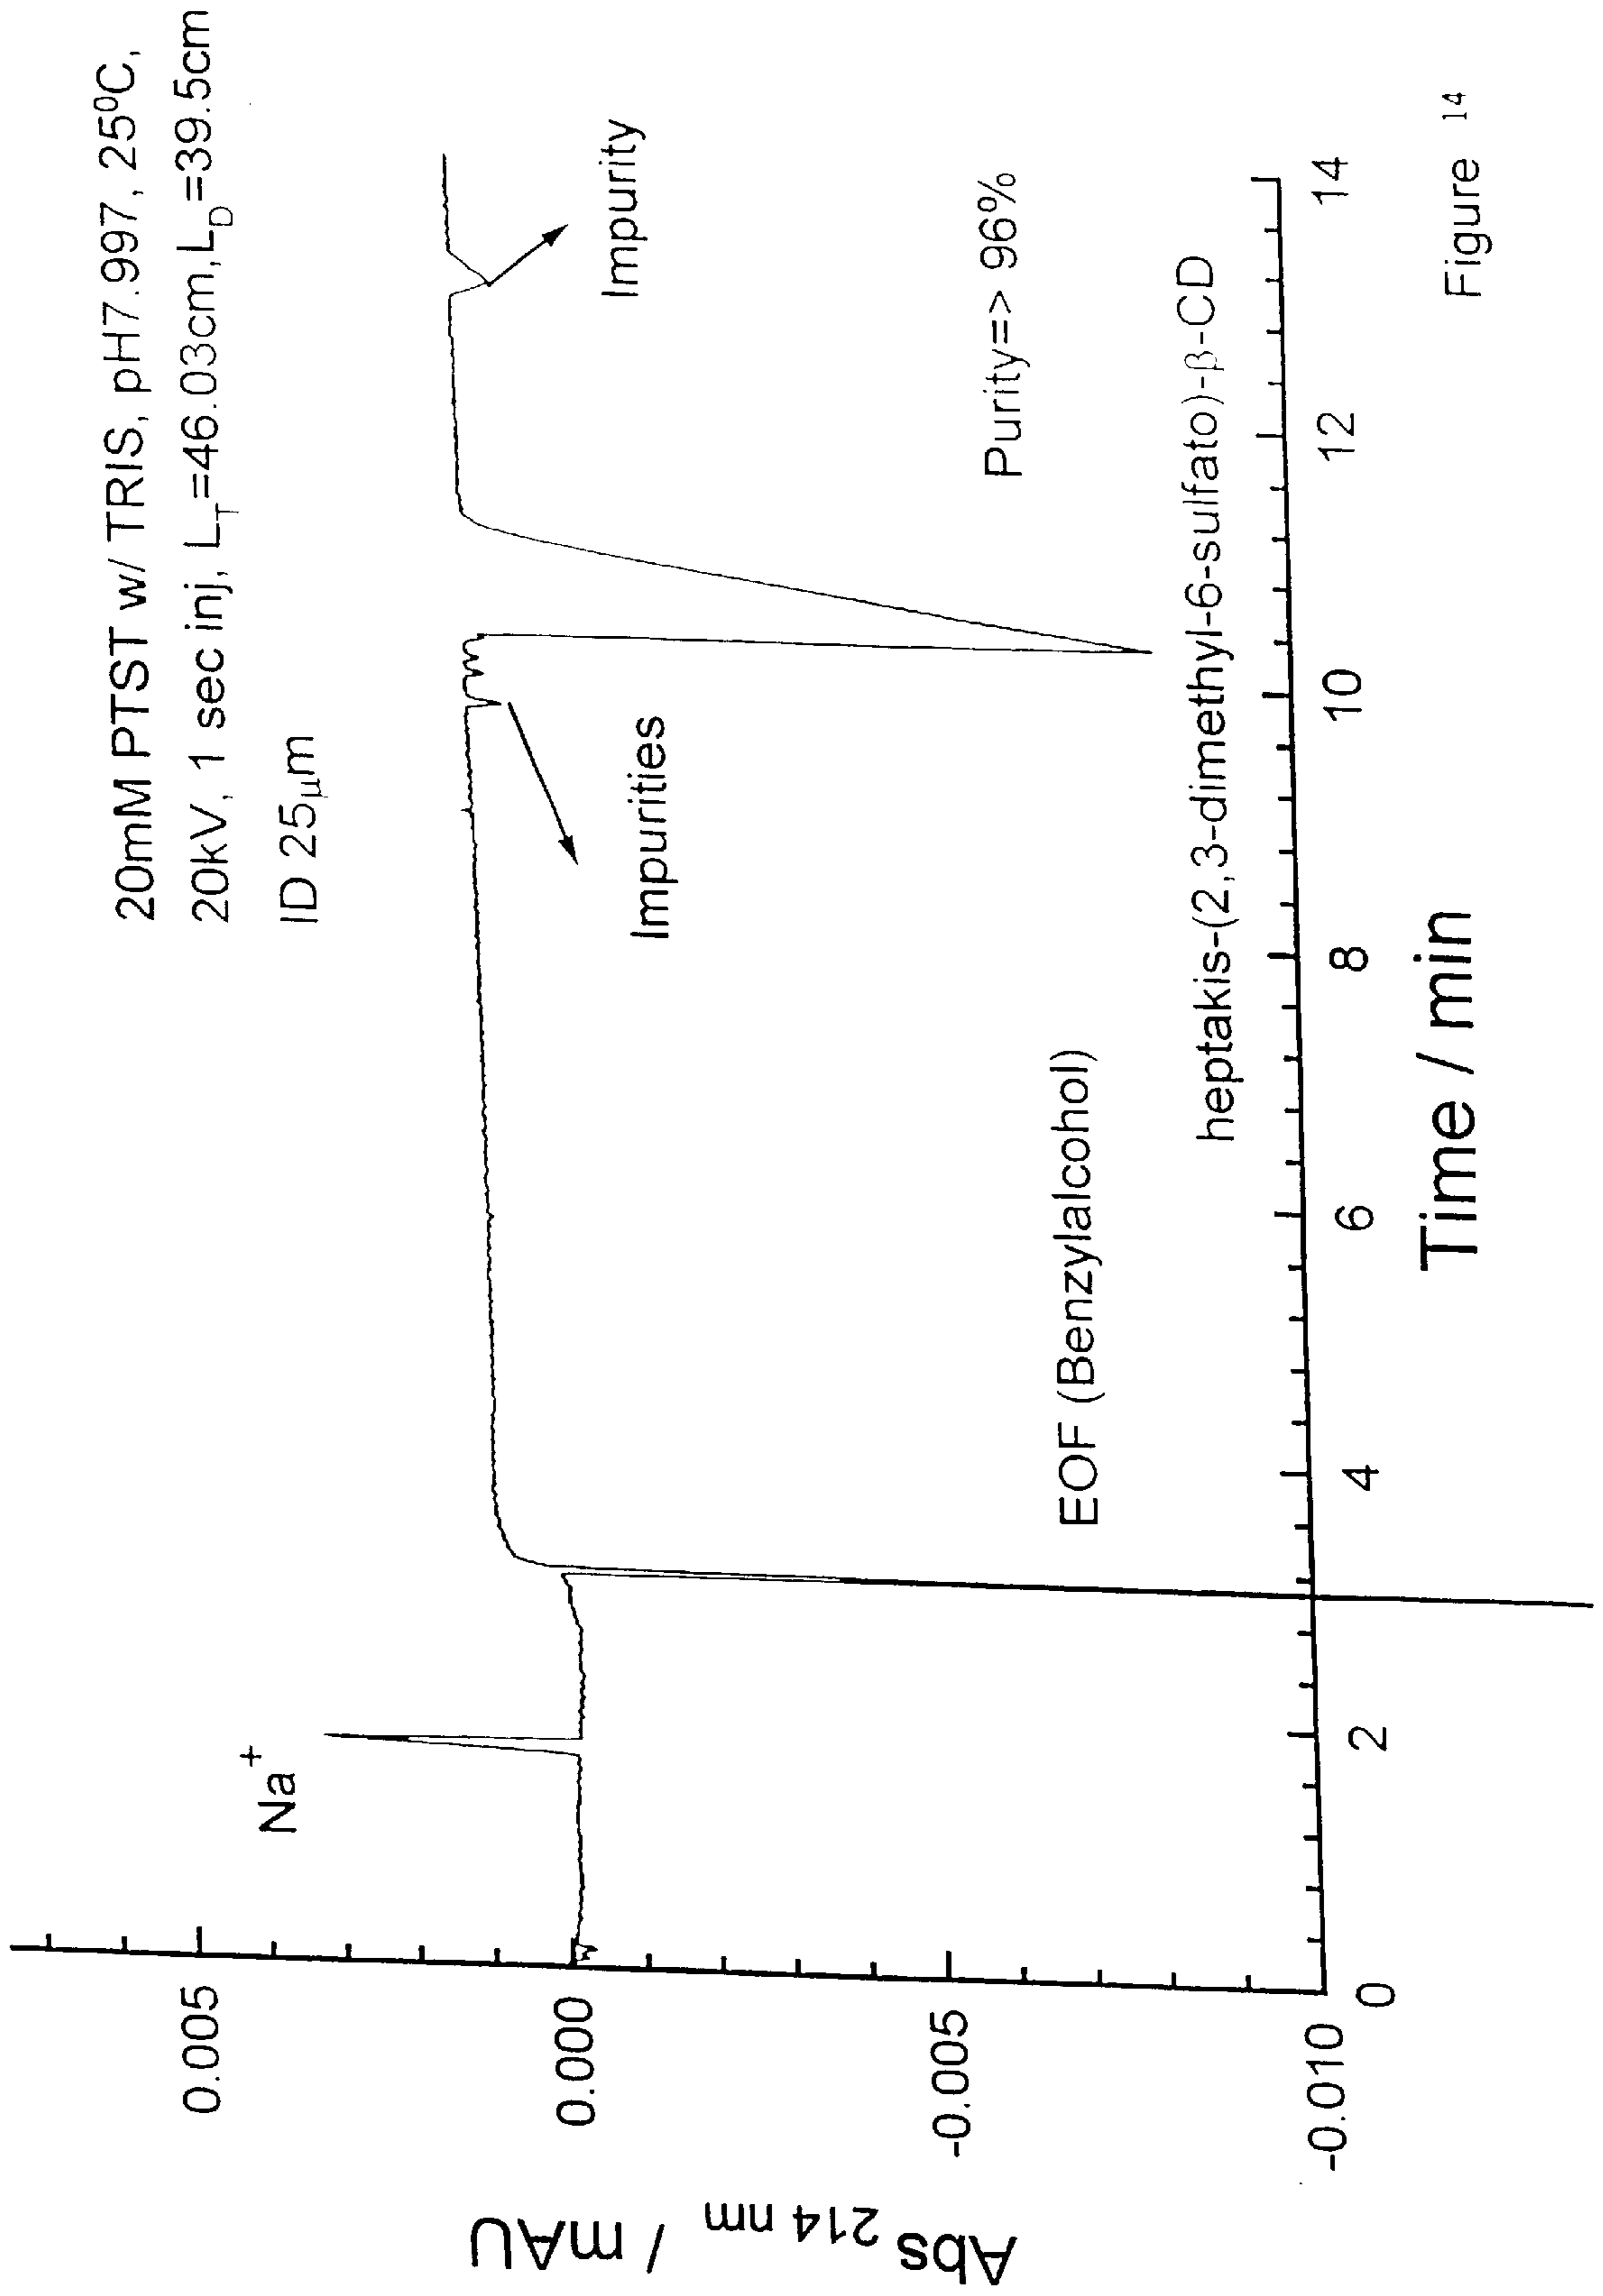 20mM PTST w/ TRIS, pH7.997, 25⁰C,
20kV, 1 sec inj, L_T=46.03cm,L_D=39.5cm
ID 25μm
Na⁺
Impurity
Impurities
Purity=> 96%
EOF (Benzylalcohol)
heptakis-(2,3-dimethyl-6-sulfato)-β-CD
0.005
0.000
-0.005
-0.010
Abs 214 nm / mAU
0 2 4 6 8 10 12 14
Time / min
Figure 14